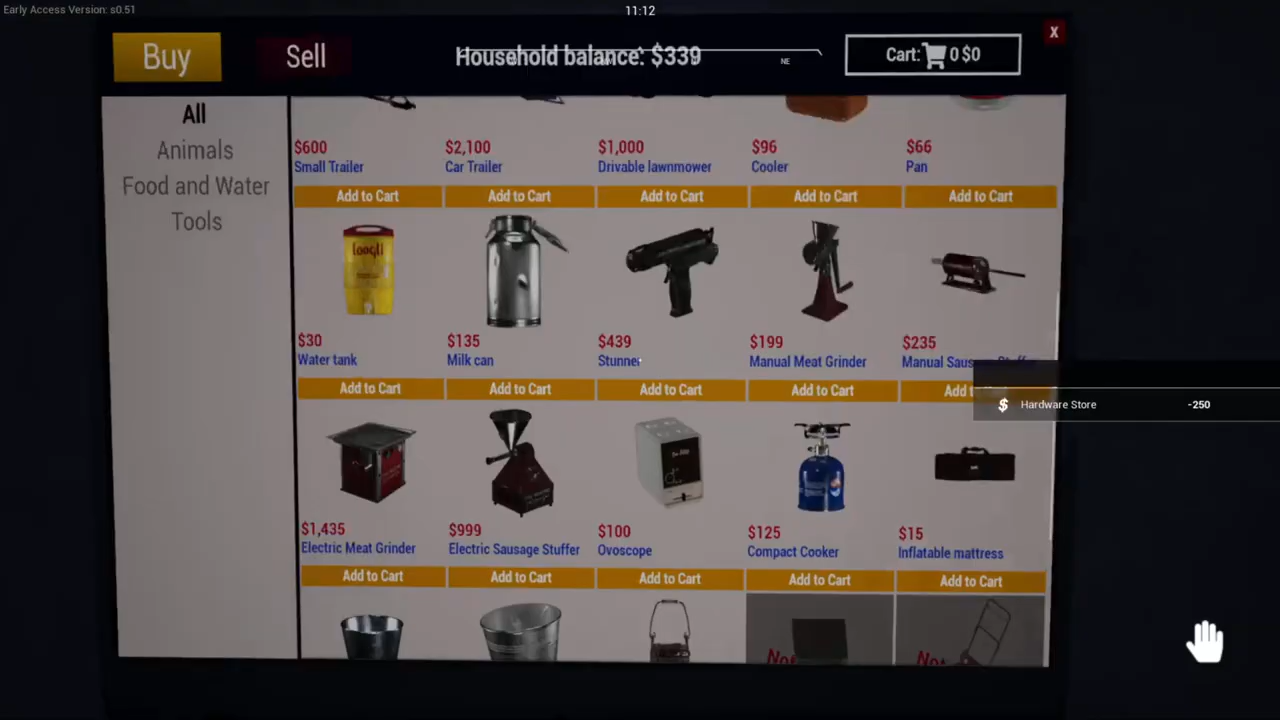 Early Access Version: s0.51
11:12
Buy
Sell
Household balance: $339
NE
Cart: 0 $0
X
All
Animals
Food and Water
Tools
$600
Small Trailer
Add to Cart
$2,100
Car Trailer
Add to Cart
$1,000
Drivable lawnmower
Add to Cart
$96
Cooler
Add to Cart
$66
Pan
Add to Cart
$30
Water tank
Add to Cart
$135
Milk can
Add to Cart
$439
Stunner
Add to Cart
$199
Manual Meat Grinder
Add to Cart
$235
Manual Sausage Stuffer
Add to Cart
$ Hardware Store -250
$1,435
Electric Meat Grinder
Add to Cart
$999
Electric Sausage Stuffer
Add to Cart
$100
Ovoscope
Add to Cart
$125
Compact Cooker
Add to Cart
$15
Inflatable mattress
Add to Cart
Not
Not